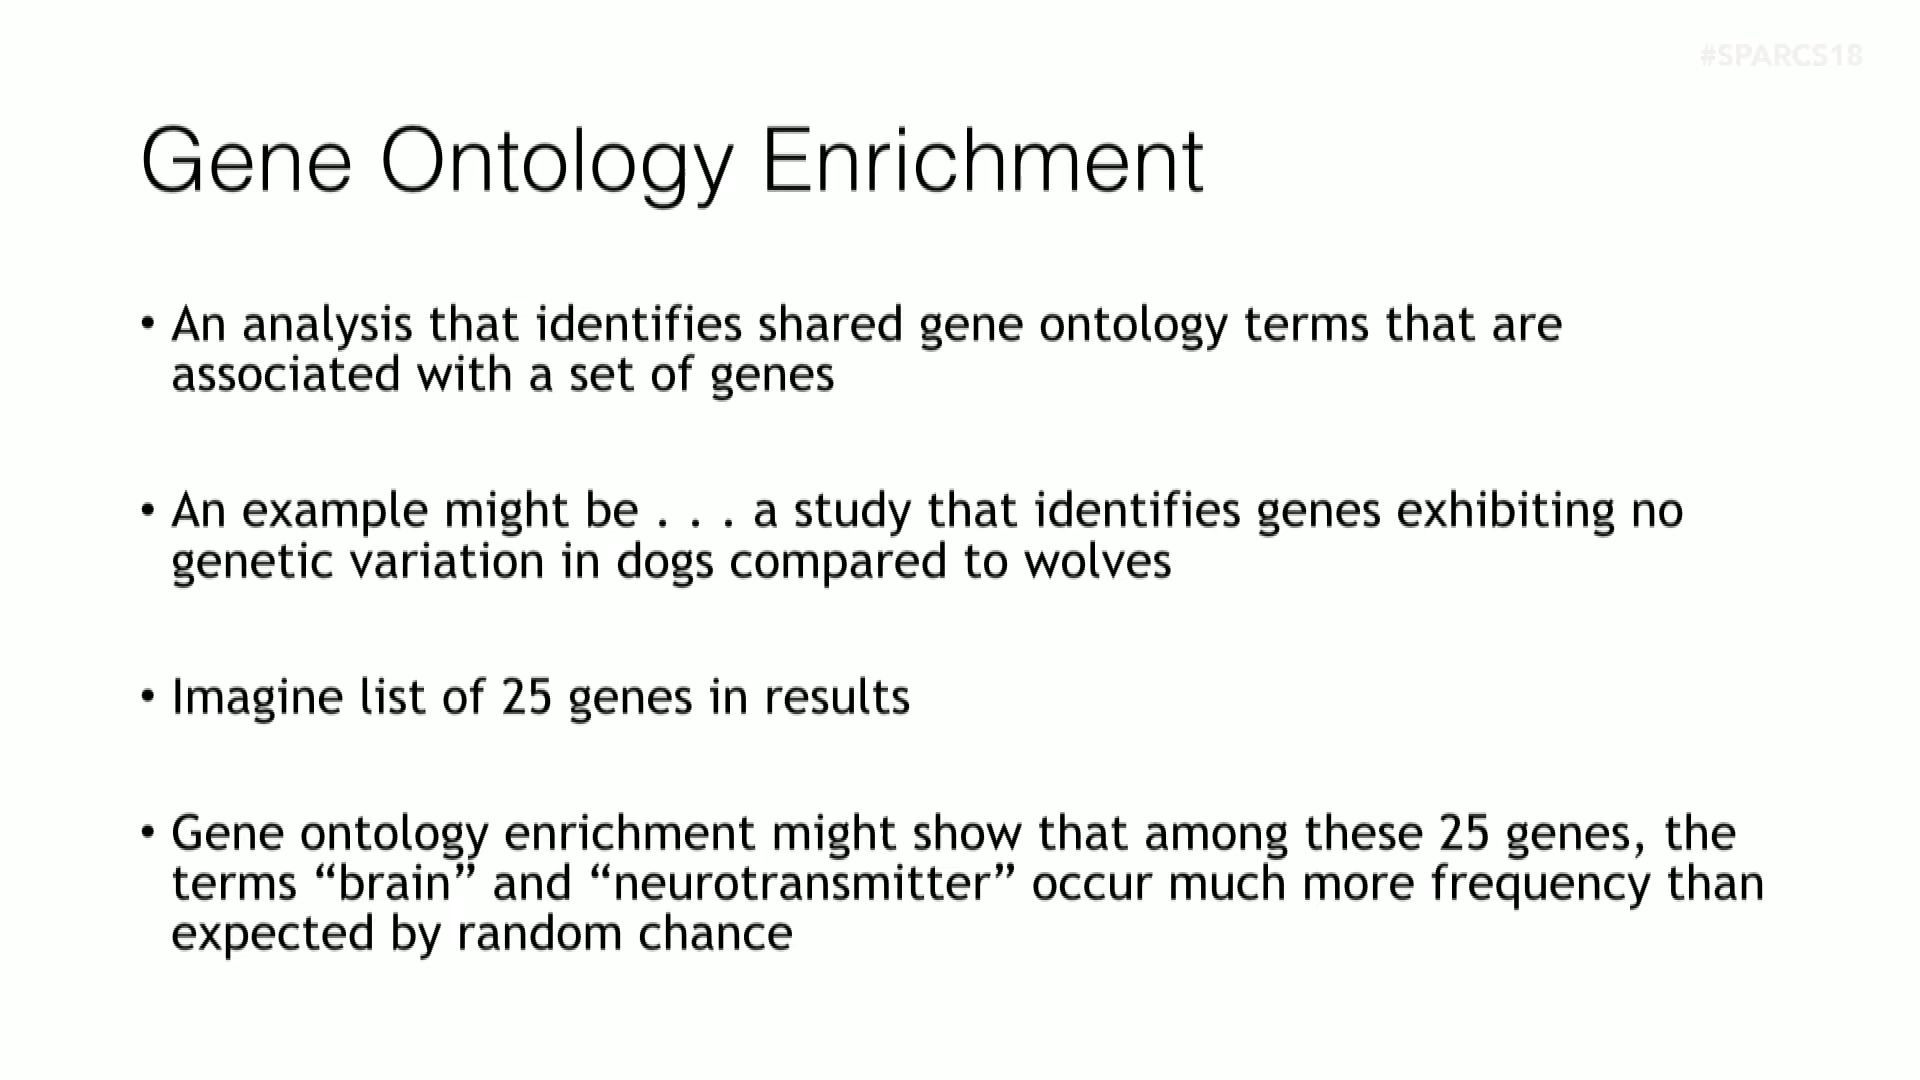 #SPARCS18
Gene Ontology Enrichment
• An analysis that identifies shared gene ontology terms that are
associated with a set of genes
• An example might be . . . a study that identifies genes exhibiting no
genetic variation in dogs compared to wolves
• Imagine list of 25 genes in results
• Gene ontology enrichment might show that among these 25 genes, the
terms “brain” and “neurotransmitter” occur much more frequency than
expected by random chance